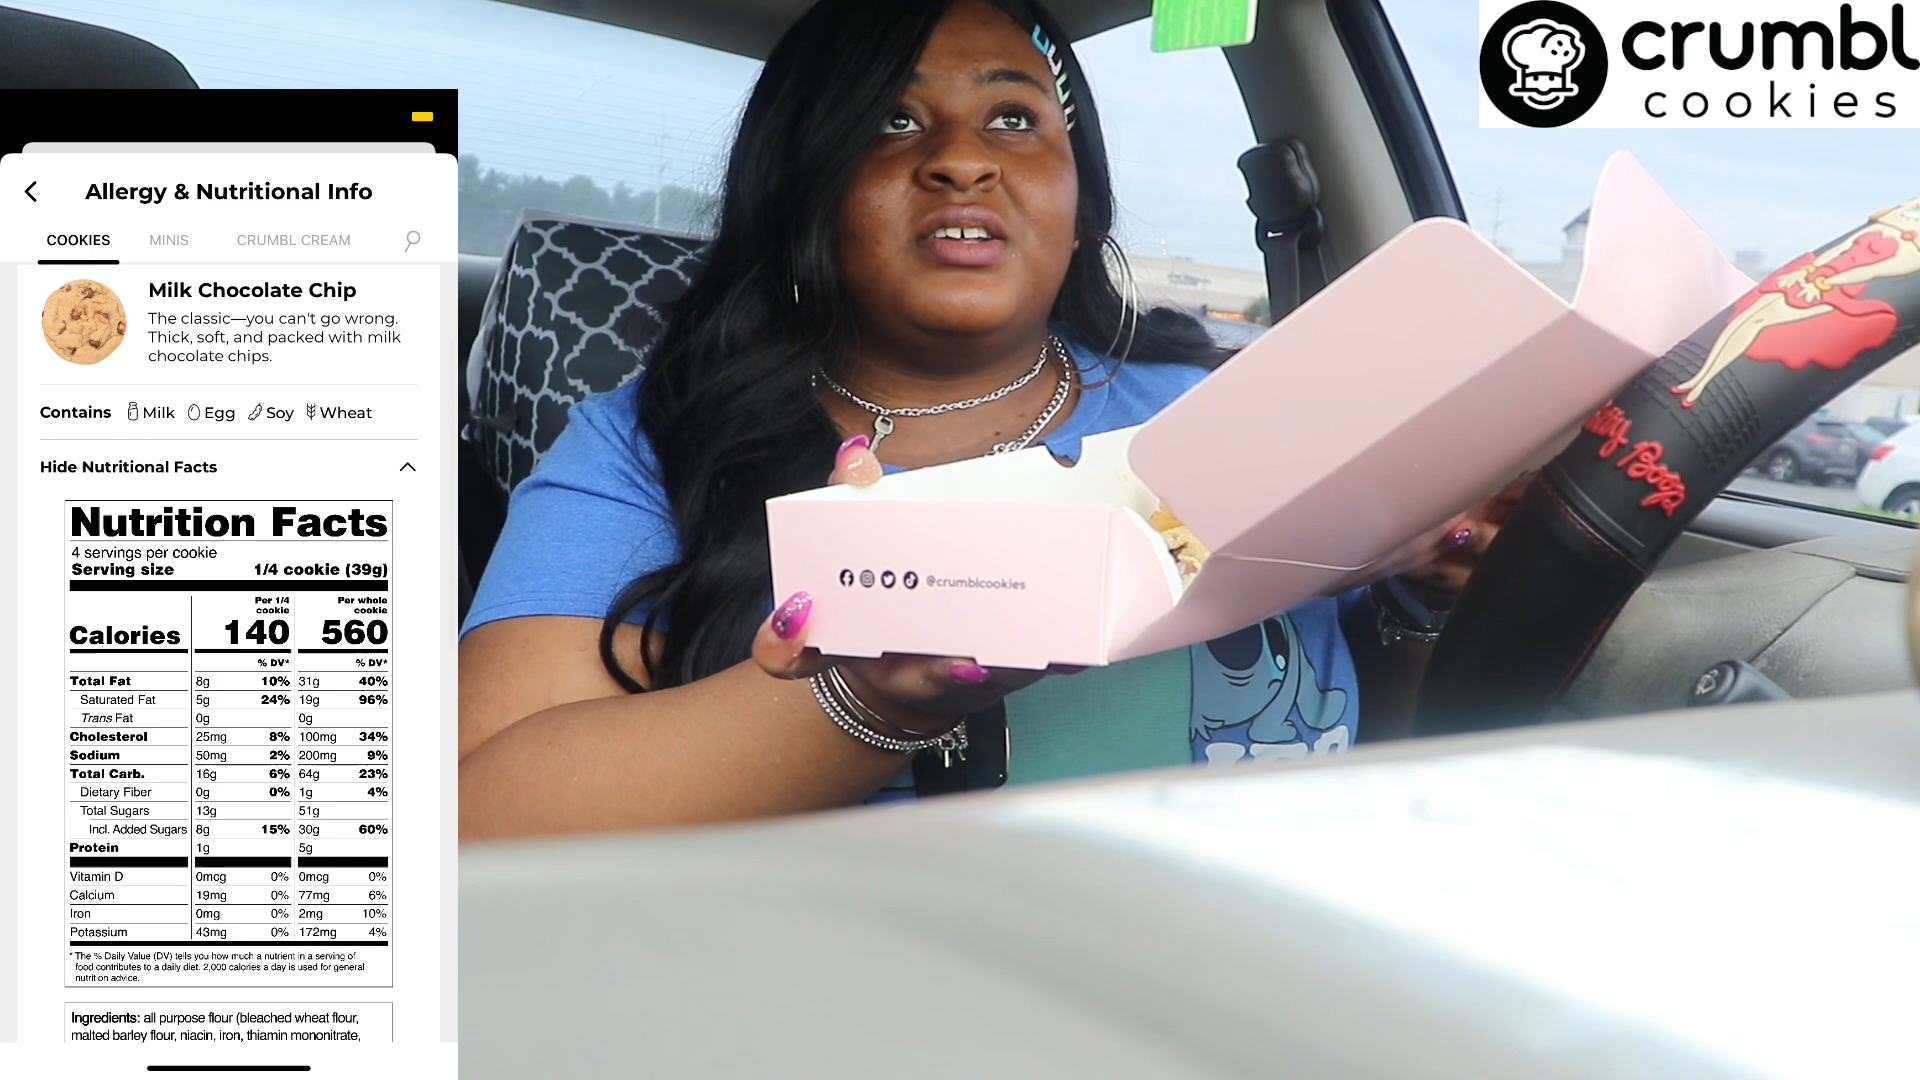 Allergy & Nutritional Info
COOKIES MINIS CRUMBL CREAM
Milk Chocolate Chip
The classic—you can't go wrong.
Thick, soft, and packed with milk
chocolate chips.
Contains Milk Egg Soy Wheat
Hide Nutritional Facts
Nutrition Facts
4 servings per cookie
Serving size 1/4 cookie (39g)
Per 1/4 cookie Per whole cookie
Calories 140 560
% DV* % DV*
Total Fat 8g 10% 31g 40%
Saturated Fat 5g 24% 19g 96%
Trans Fat 0g 0g
Cholesterol 25mg 8% 100mg 34%
Sodium 50mg 2% 200mg 9%
Total Carb. 16g 6% 64g 23%
Dietary Fiber 0g 0% 1g 4%
Total Sugars 13g 51g
Incl. Added Sugars 8g 15% 30g 60%
Protein 1g 5g
Vitamin D 0mcg 0% 0mcg 0%
Calcium 19mg 0% 77mg 6%
Iron 0mg 0% 2mg 10%
Potassium 43mg 0% 172mg 4%
* The % Daily Value (DV) tells you how much a nutrient in a serving of
food contributes to a daily diet. 2,000 calories a day is used for general
nutrition advice.
Ingredients: all purpose flour (bleached wheat flour,
malted barley flour, niacin, iron, thiamin mononitrate,
crumbl
cookies
@crumblcookies
Betty Boop